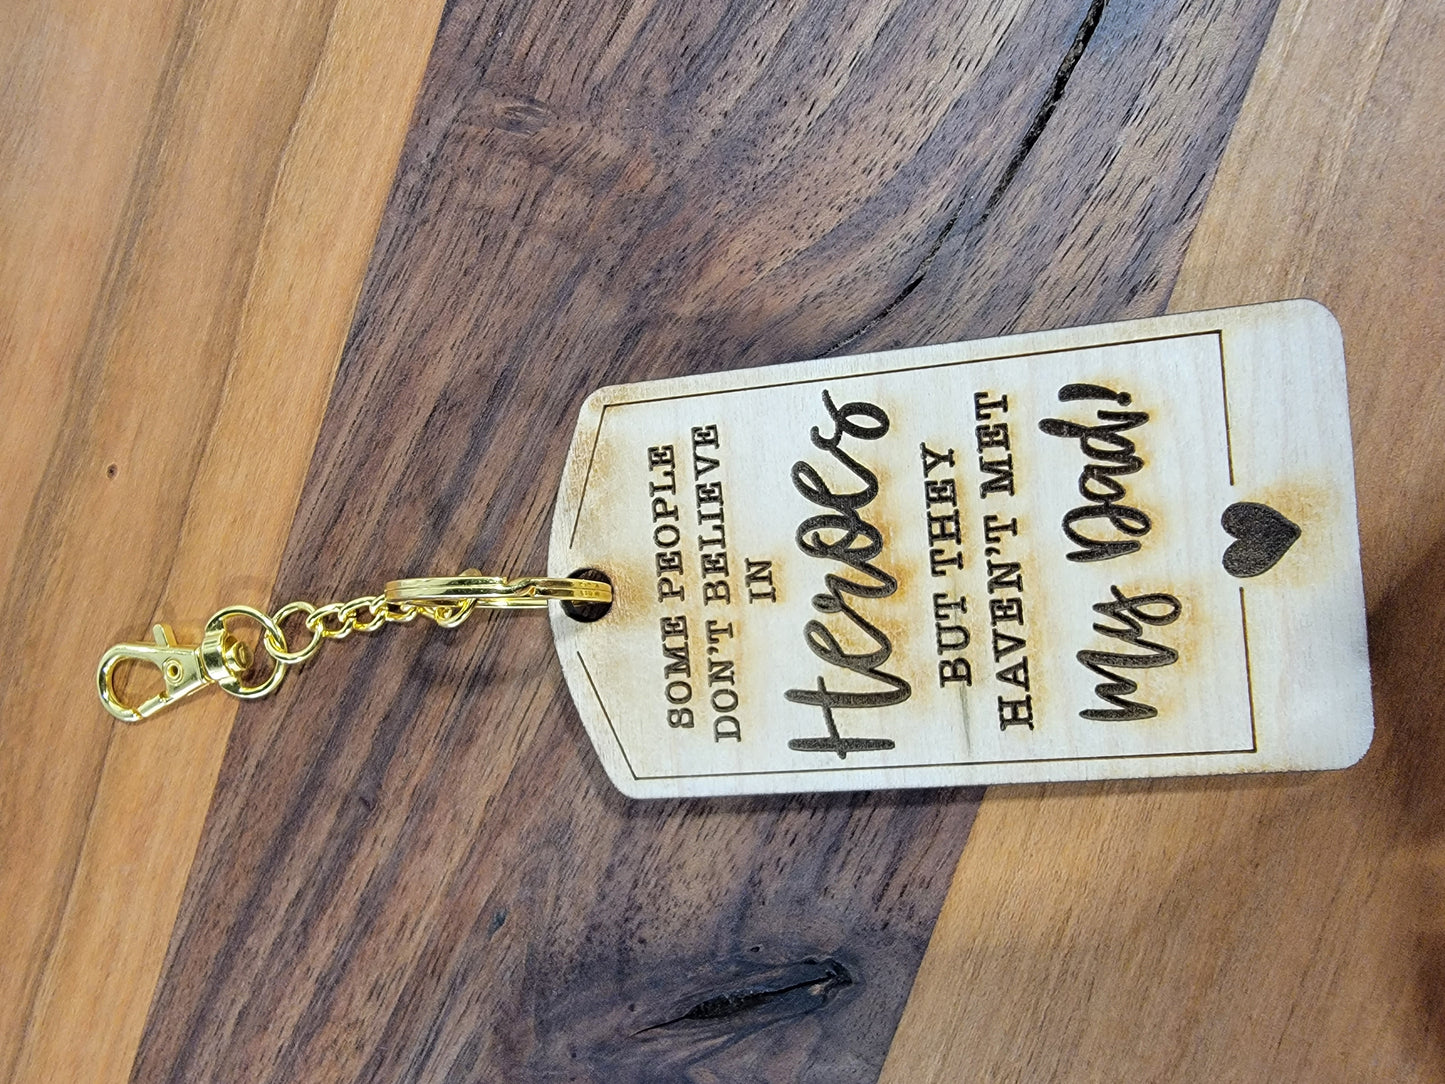 SOME PEOPLE
DON'T BELIEVE
IN
Heroes
BUT THEY
HAVEN'T MET
My Dad!